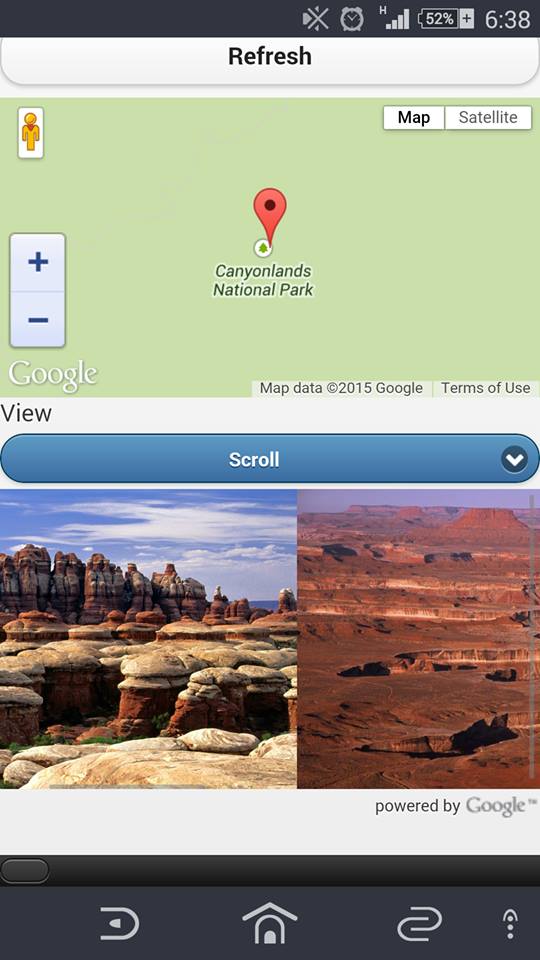 H 52% 6:38
Refresh
Map Satellite
+
Canyonlands
National Park
−
Google
Map data ©2015 Google Terms of Use
View
Scroll
powered by Google™